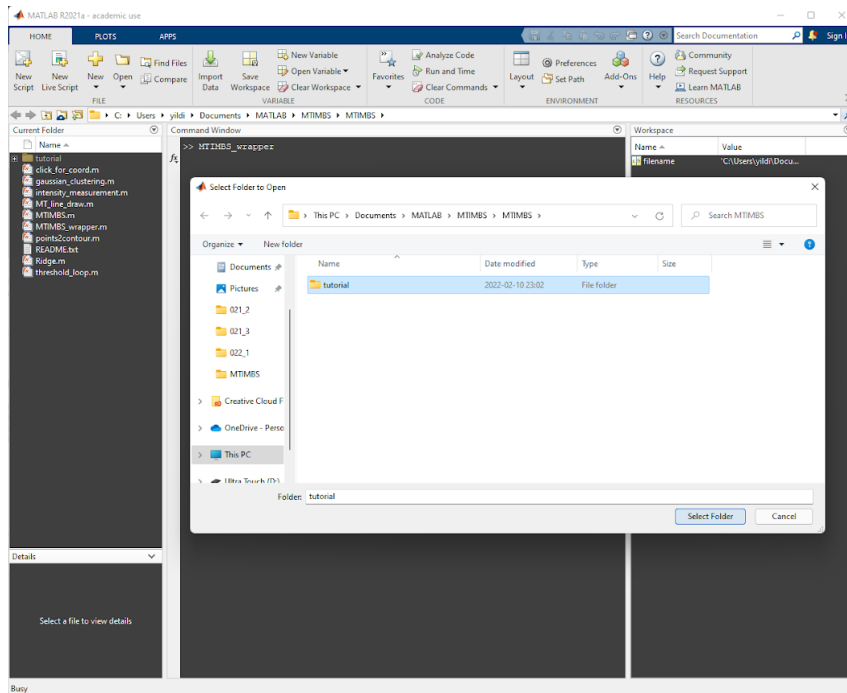 MATLAB R2021a - academic use
HOME PLOTS APPS
Search Documentation
Sign I
New Script
New Live Script
New
Open
Find Files
Compare
Import Data
Save Workspace
New Variable
Open Variable
Clear Workspace
Favorites
Analyze Code
Run and Time
Clear Commands
Layout
Preferences
Set Path
Add-Ons
Help
Community
Request Support
Learn MATLAB
FILE VARIABLE CODE ENVIRONMENT RESOURCES
C: Users yildi Documents MATLAB MTIMBS MTIMBS
Current Folder
Command Window
Workspace
Name
tutorial
click_for_coord.m
gaussian_clustering.m
intensity_measurement.m
MT_line_draw.m
MTIMBS.m
MTIMBS_wrapper.m
points2contour.m
README.txt
Ridge.m
threshold_loop.m
fx >> MTIMBS_wrapper
Name Value
filename 'C:\Users\yildi\Docu...
Select Folder to Open
This PC Documents MATLAB MTIMBS MTIMBS
Search MTIMBS
Organize New folder
Documents
Pictures
021_2
021_3
022_1
MTIMBS
Creative Cloud F
OneDrive - Perso
This PC
Ultra Touch (D:)
Name Date modified Type Size
tutorial 2022-02-10 23:02 File folder
Folder: tutorial
Select Folder Cancel
Details
Select a file to view details
Busy